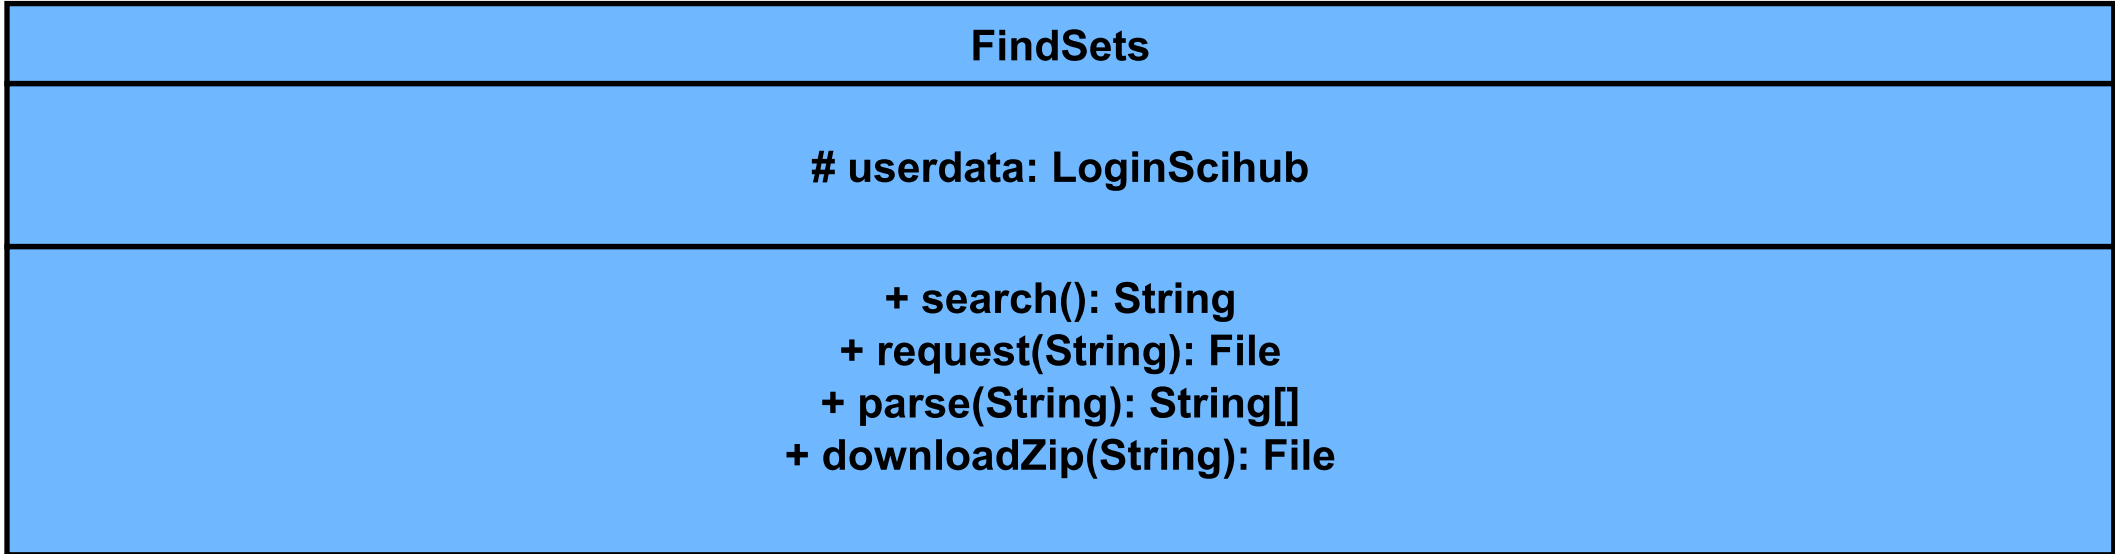 FindSets
# userdata: LoginScihub
+ search(): String
+ request(String): File
+ parse(String): String[]
+ downloadZip(String): File